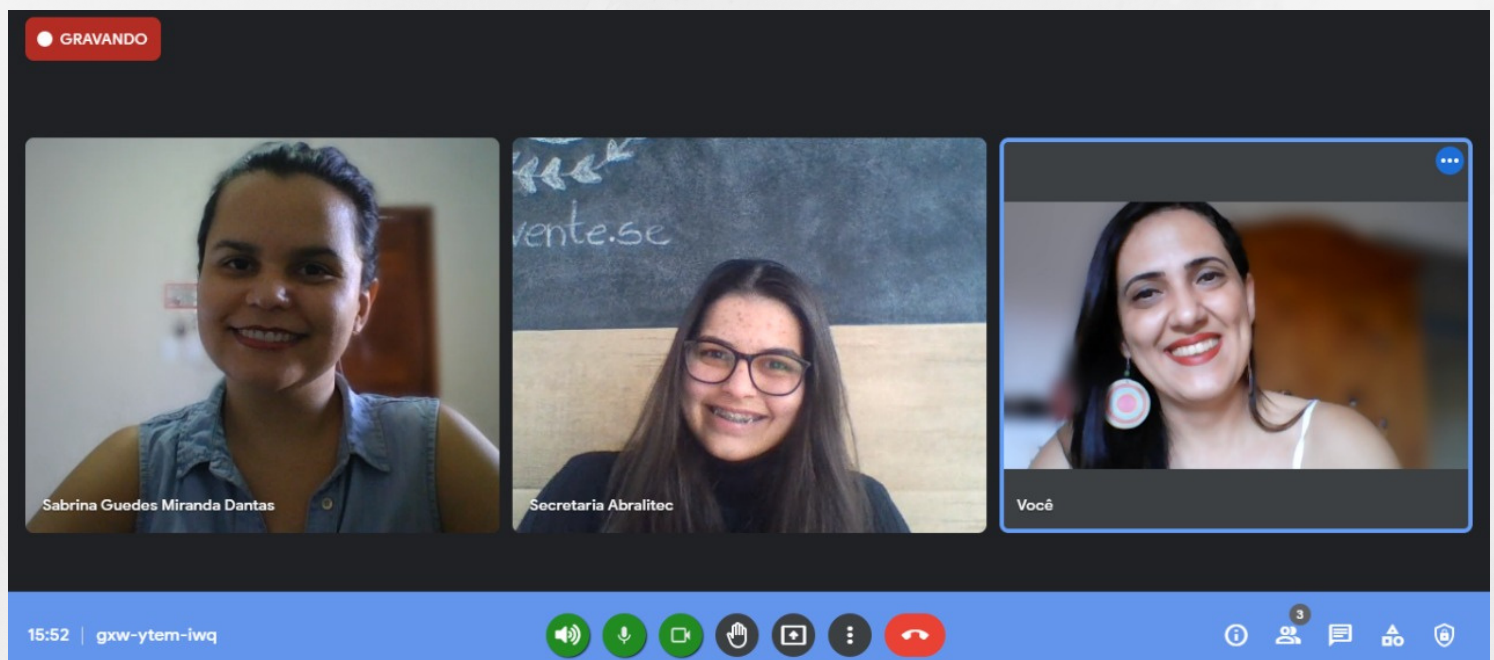 GRAVANDO
vente.se
Sabrina Guedes Miranda Dantas
Secretaria Abralitec
Você
15:52 | gxw-ytem-iwq
3